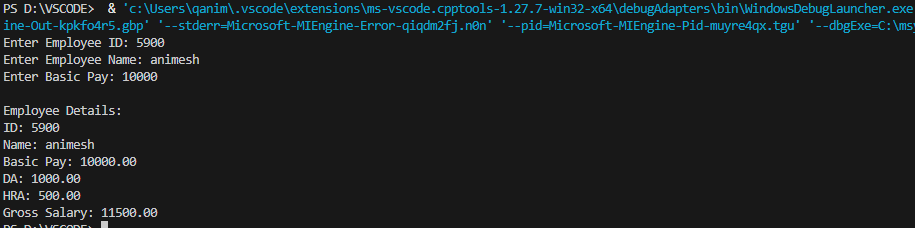 PS D:\VSCODE>  & 'c:\Users\qanim\.vscode\extensions\ms-vscode.cpptools-1.27.7-win32-x64\debugAdapters\bin\WindowsDebugLauncher.exe
ine-Out-kpkfo4r5.gbp' '--stderr=Microsoft-MIEngine-Error-qiqdm2fj.n0n' '--pid=Microsoft-MIEngine-Pid-muyre4qx.tgu' '--dbgExe=C:\msy
Enter Employee ID: 5900
Enter Employee Name: animesh
Enter Basic Pay: 10000
Employee Details:
ID: 5900
Name: animesh
Basic Pay: 10000.00
DA: 1000.00
HRA: 500.00
Gross Salary: 11500.00
PS D:\VSCODE>